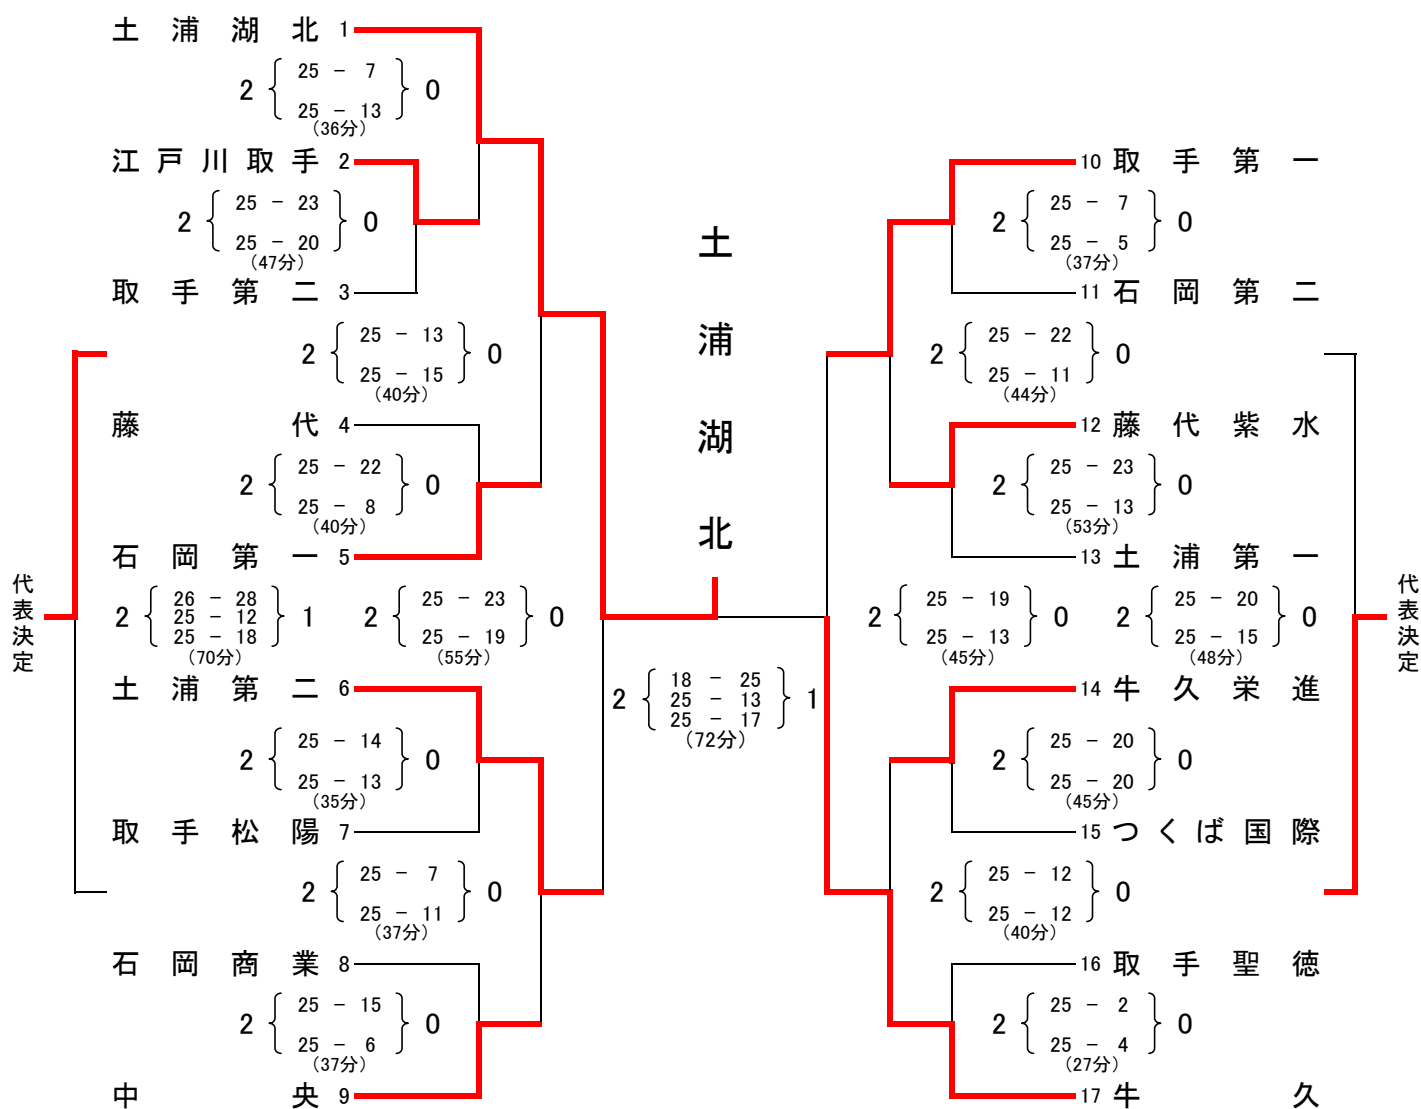 土浦湖北 1
2 25 - 7 0
25 - 13
(36分)
江戸川取手 2
2 25 - 23 0
25 - 20
(47分)
取手第二 3
2 25 - 13 0
25 - 15
(40分)
藤代 4
2 25 - 22 0
25 - 8
(40分)
石岡第一 5
代表決定
2 26 - 28 1
25 - 12
25 - 18
(70分)
2 25 - 23 0
25 - 19
(55分)
土浦第二 6
2 25 - 14 0
25 - 13
(35分)
取手松陽 7
2 25 - 7 0
25 - 11
(37分)
石岡商業 8
2 25 - 15 0
25 - 6
(37分)
中央 9
土浦湖北
2 18 - 25 1
25 - 13
25 - 17
(72分)
10 取手第一
2 25 - 7 0
25 - 5
(37分)
11 石岡第二
2 25 - 22 0
25 - 11
(44分)
12 藤代紫水
2 25 - 23 0
25 - 13
(53分)
13 土浦第一
2 25 - 19 0
25 - 13
(45分)
2 25 - 20 0
25 - 15
(48分)
代表決定
14 牛久栄進
2 25 - 20 0
25 - 20
(45分)
15 つくば国際
2 25 - 12 0
25 - 12
(40分)
16 取手聖徳
2 25 - 2 0
25 - 4
(27分)
17 牛久